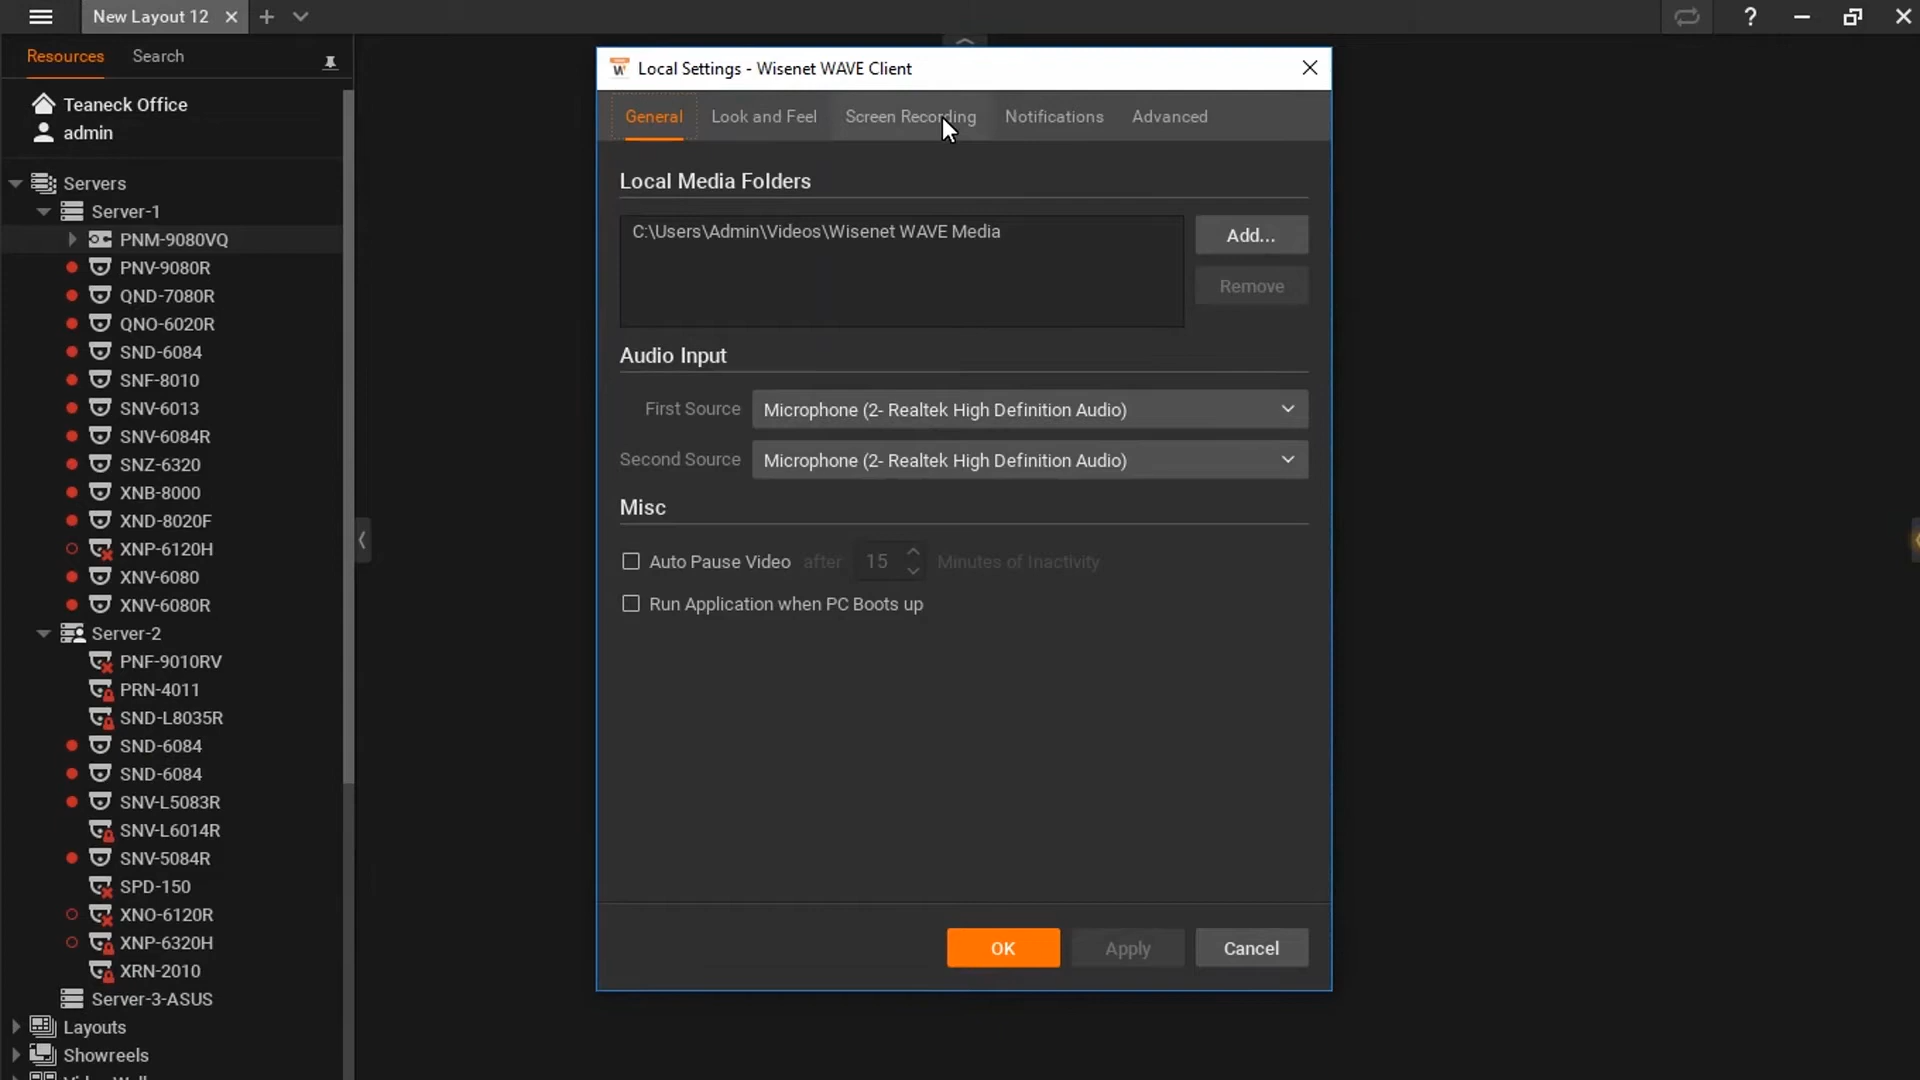 New Layout 12
?
Resources
Search
Teaneck Office
admin
Servers
Server-1
PNM-9080VQ
PNV-9080R
QND-7080R
QNO-6020R
SND-6084
SNF-8010
SNV-6013
SNV-6084R
SNZ-6320
XNB-8000
XND-8020F
XNP-6120H
XNV-6080
XNV-6080R
Server-2
PNF-9010RV
PRN-4011
SND-L8035R
SND-6084
SND-6084
SNV-L5083R
SNV-L6014R
SNV-5084R
SPD-150
XNO-6120R
XNP-6320H
XRN-2010
Server-3-ASUS
Layouts
Showreels
W Local Settings - Wisenet WAVE Client
General Look and Feel Screen Recording Notifications Advanced
Local Media Folders
C:\Users\Admin\Videos\Wisenet WAVE Media
Add...
Remove
Audio Input
First Source Microphone (2- Realtek High Definition Audio)
Second Source Microphone (2- Realtek High Definition Audio)
Misc
Auto Pause Video after 15 Minutes of Inactivity
Run Application when PC Boots up
OK Apply Cancel